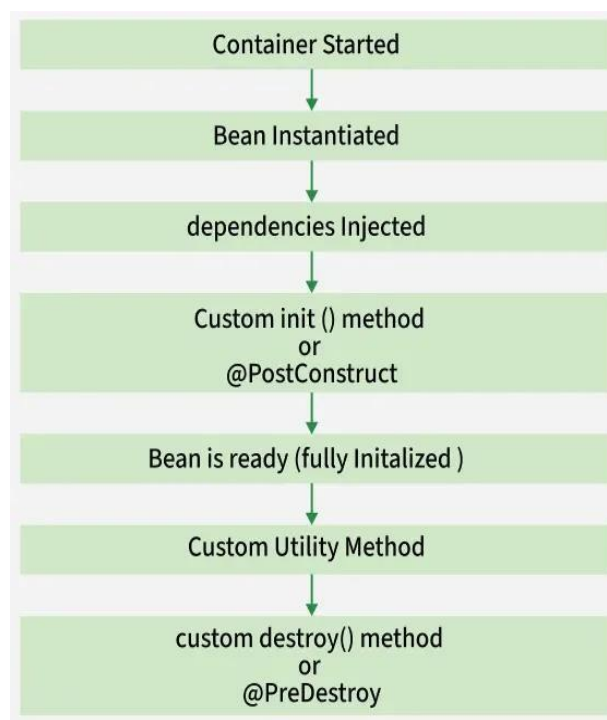 Container Started
Bean Instantiated
dependencies Injected
Custom init () method
or
@PostConstruct
Bean is ready (fully Initalized )
Custom Utility Method
custom destroy() method
or
@PreDestroy